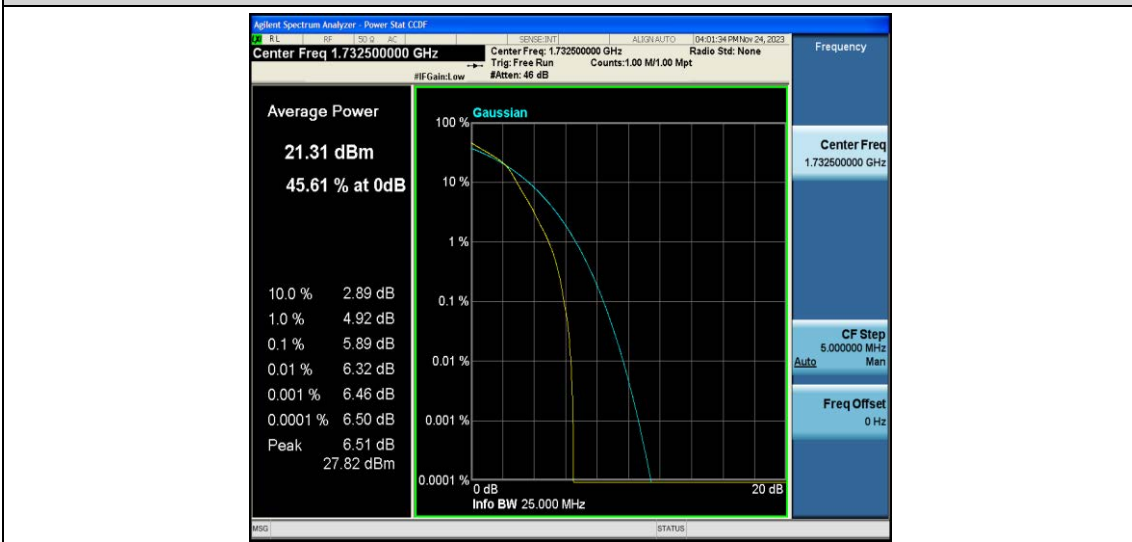 Agilent Spectrum Analyzer - Power Stat CCDF
RL RF 50 Ω AC SENSE:INT ALIGN AUTO 04:01:34 PM Nov 24, 2023
Center Freq 1.732500000 GHz
Center Freq: 1.732500000 GHz Radio Std: None
Trig: Free Run Counts:1.00 M/1.00 Mpt
#IFGain:Low #Atten: 46 dB
Frequency
Average Power
21.31 dBm
45.61 % at 0dB
10.0 % 2.89 dB
1.0 % 4.92 dB
0.1 % 5.89 dB
0.01 % 6.32 dB
0.001 % 6.46 dB
0.0001 % 6.50 dB
Peak 6.51 dB
27.82 dBm
Gaussian
100 %
10 %
1 %
0.1 %
0.01 %
0.001 %
0.0001 %
0 dB 20 dB
Info BW 25.000 MHz
Center Freq
1.732500000 GHz
CF Step
5.000000 MHz
Auto Man
Freq Offset
0 Hz
MSG STATUS